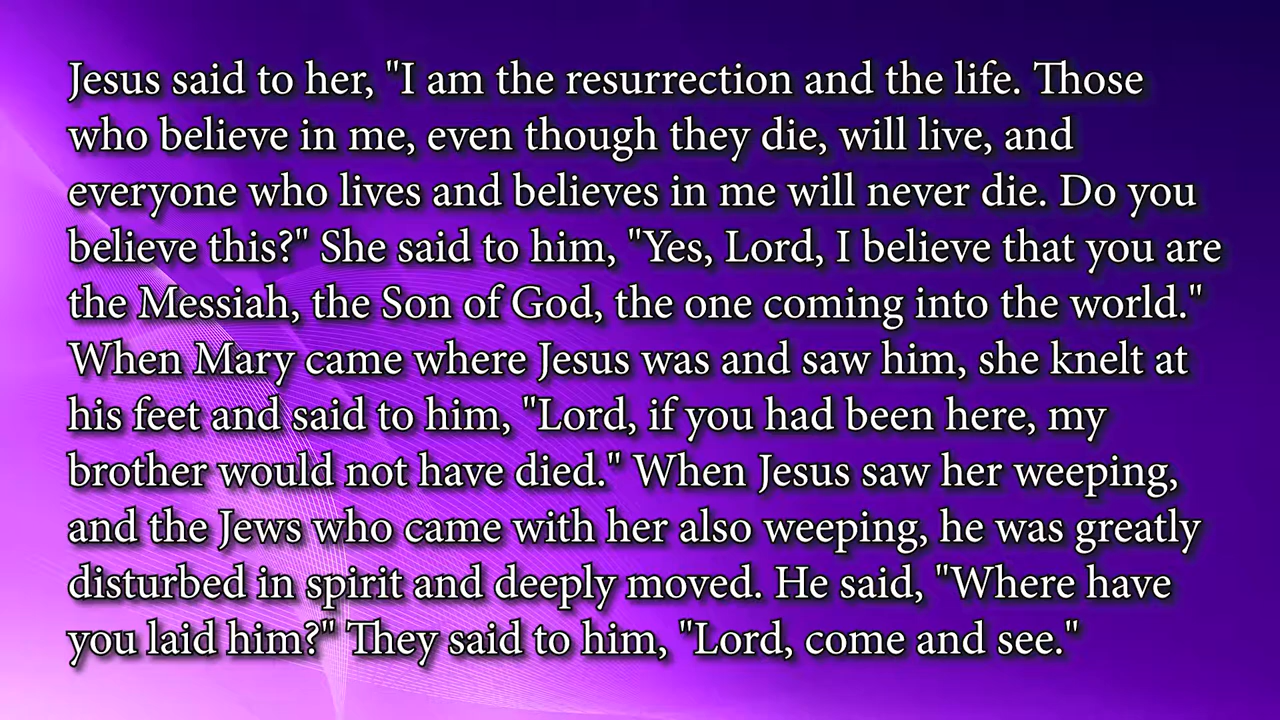 Jesus said to her, "I am the resurrection and the life. Those
who believe in me, even though they die, will live, and
everyone who lives and believes in me will never die. Do you
believe this?" She said to him, "Yes, Lord, I believe that you are
the Messiah, the Son of God, the one coming into the world."
When Mary came where Jesus was and saw him, she knelt at
his feet and said to him, "Lord, if you had been here, my
brother would not have died." When Jesus saw her weeping,
and the Jews who came with her also weeping, he was greatly
disturbed in spirit and deeply moved. He said, "Where have
you laid him?" They said to him, "Lord, come and see."